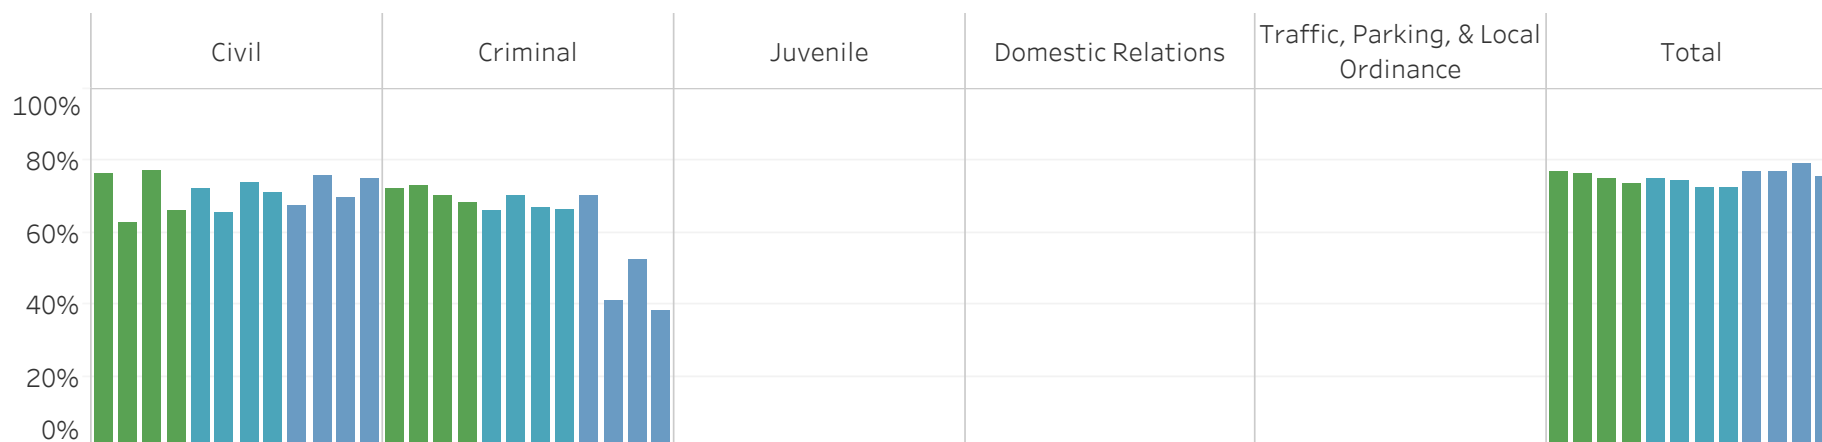 Civil
Criminal
Juvenile
Domestic Relations
Traffic, Parking, & Local
Ordinance
Total
100%
80%
60%
40%
20%
0%